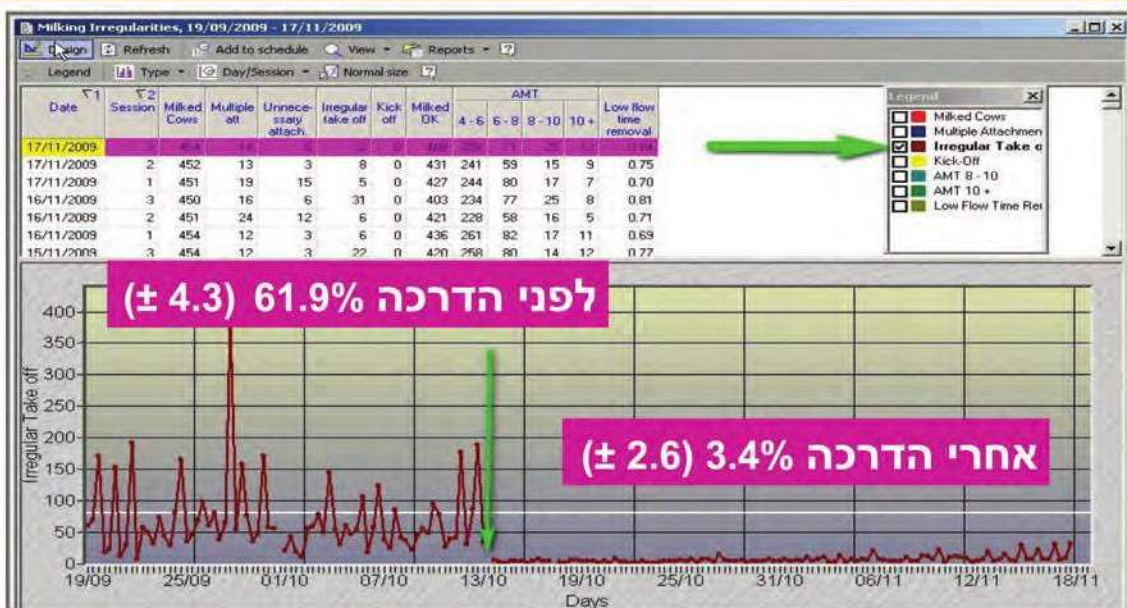 Milking Irregularities, 19/09/2009 - 17/11/2009
Design Refresh Add to schedule View Reports
Legend Type Day/Session Normal size
Date Session Milked Cows Multiple att Unnece-ssary attach. Irregular take off Kick off Milked OK AMT 4 - 6 6 - 8 8 - 10 10 + Low flow time removal
17/11/2009
17/11/2009 2 452 13 3 8 0 431 241 59 15 9 0.75
17/11/2009 1 451 19 15 5 0 427 244 80 17 7 0.70
16/11/2009 3 450 16 6 31 0 403 234 77 25 8 0.81
16/11/2009 2 451 24 12 6 0 421 228 58 16 5 0.71
16/11/2009 1 454 12 3 6 0 436 261 82 17 11 0.69
15/11/2009 3 454 12 3 22 0 420 258 80 14 12 0.77
Legend
Milked Cows
Multiple Attachmen
Irregular Take o
Kick-Off
AMT 8 - 10
AMT 10 +
Low Flow Time Rei
לפני הדרכה 61.9% (± 4.3)
אחרי הדרכה 3.4% (± 2.6)
Irregular Take off
400
350
300
250
200
150
100
50
0
19/09 25/09 01/10 07/10 13/10 19/10 25/10 31/10 06/11 12/11 18/11
Days